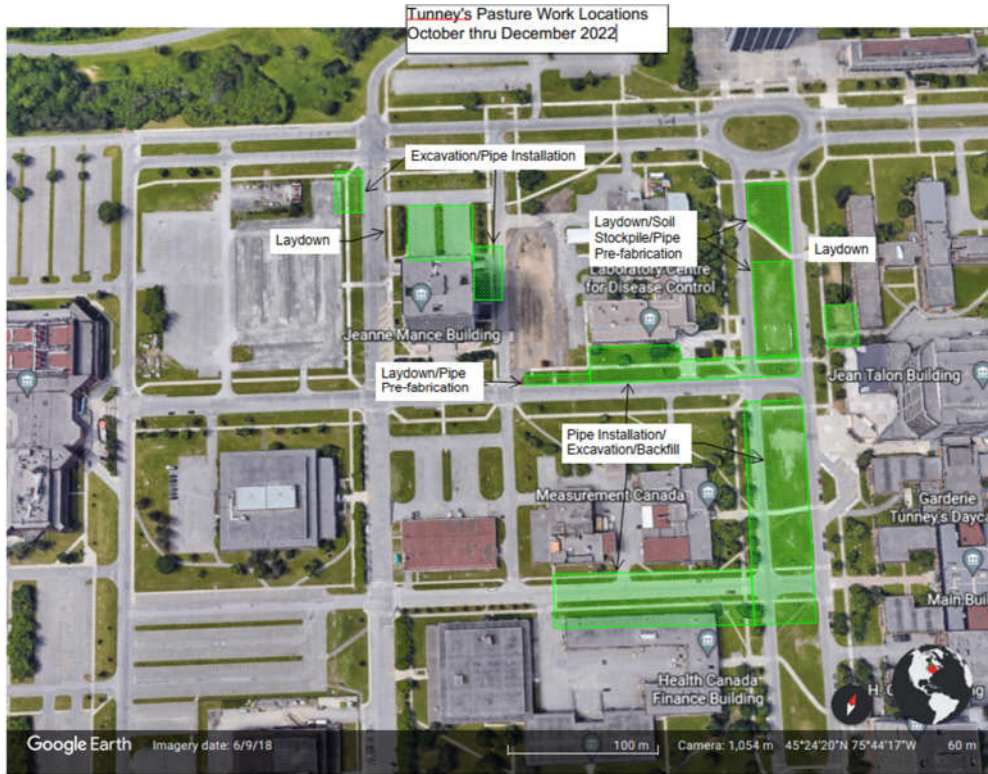 Tunney's Pasture Work Locations
October thru December 2022
Excavation/Pipe Installation
Laydown
Laydown/Soil
Stockpile/Pipe
Pre-fabrication
Laydown
Laboratory Centre
for Disease Control
Jeanne Mance Building
Laydown/Pipe
Pre-fabrication
Jean Talon Building
Pipe Installation/
Excavation/Backfill
Measurement Canada
Garderie
Tunney's Dayca
Main Buil
Health Canada
Finance Building
H.
Google Earth
Imagery date: 6/9/18
100 m
Camera: 1,054 m 45°24'20"N 75°44'17"W
60 m